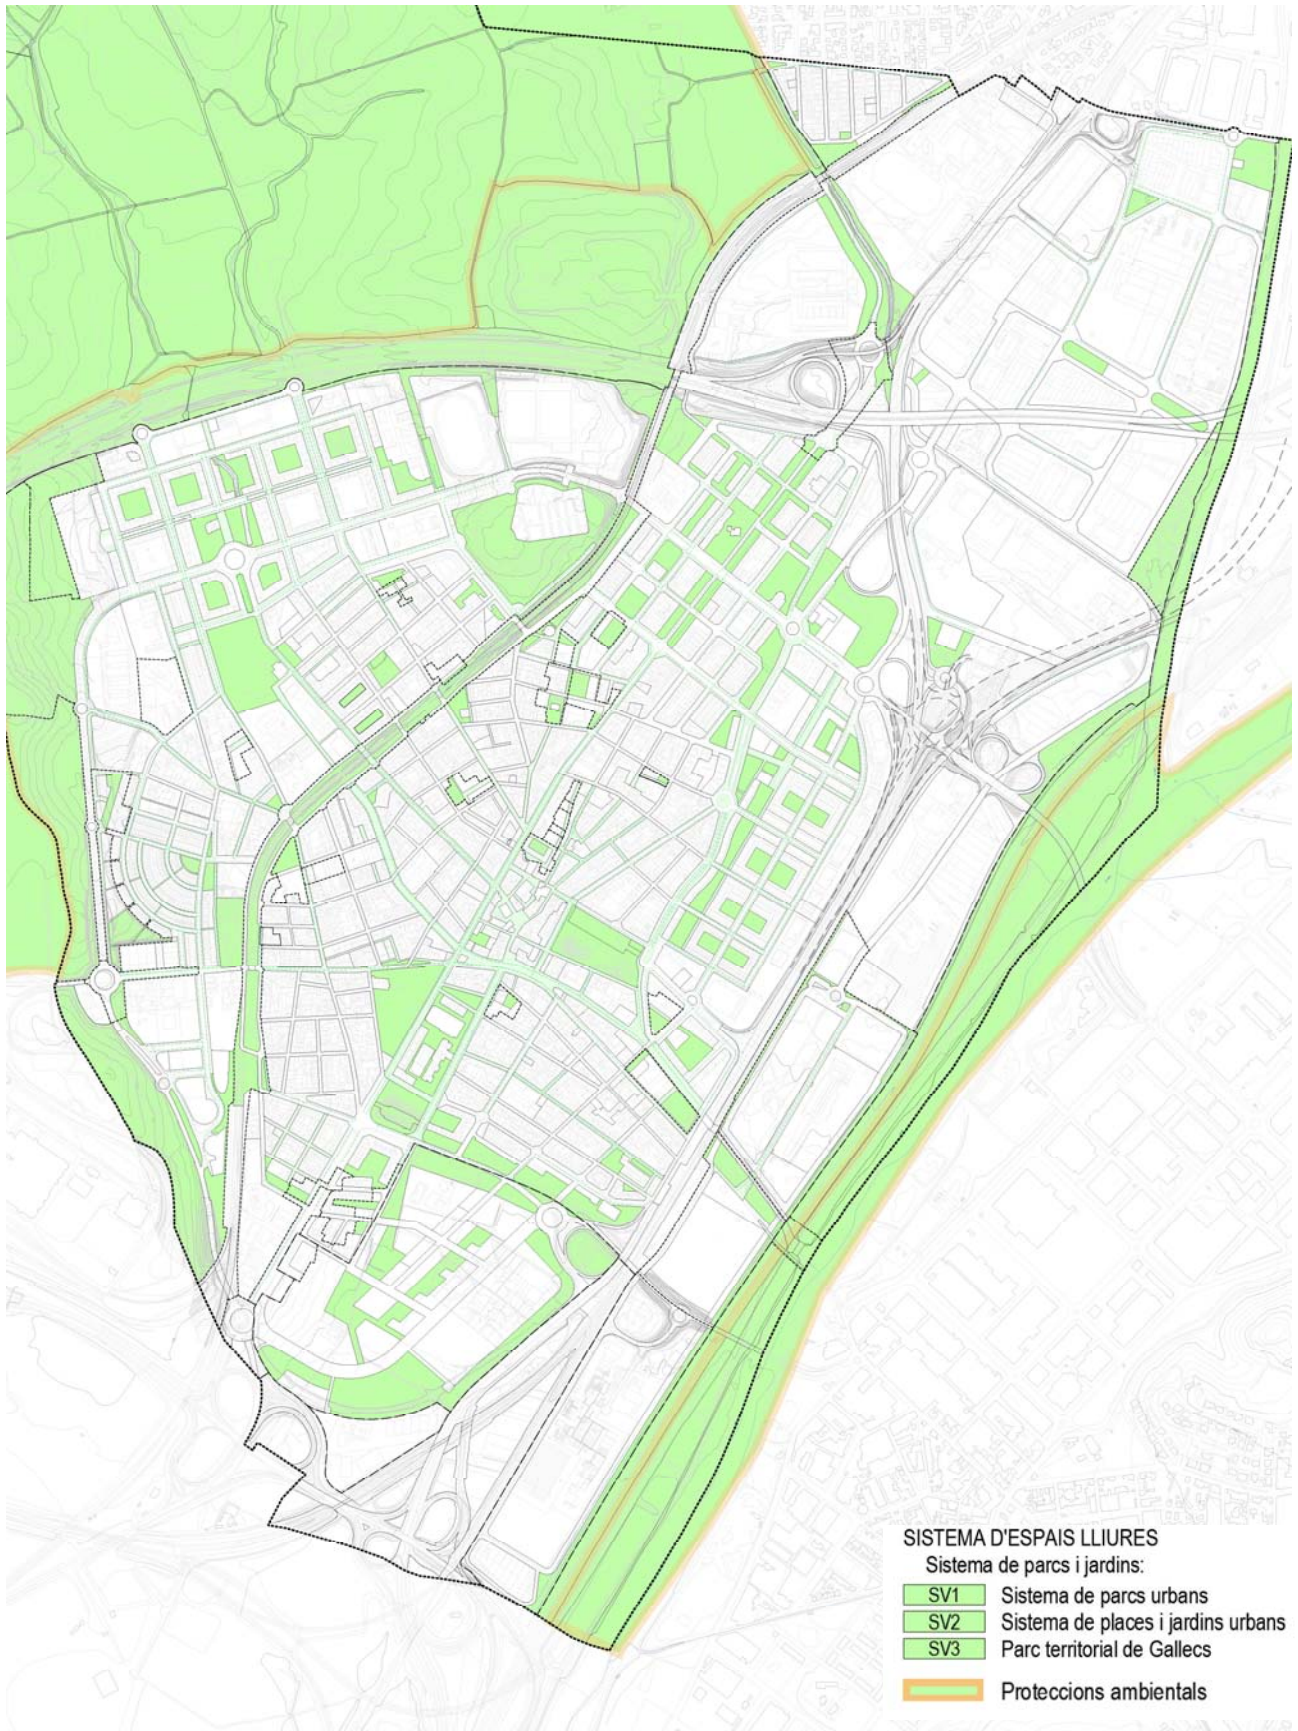 SISTEMA D'ESPAIS LLIURES
Sistema de parcs i jardins:
SV1 Sistema de parcs urbans
SV2 Sistema de places i jardins urbans
SV3 Parc territorial de Gallecs
Proteccions ambientals